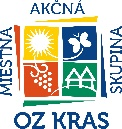 MIESTNA
AKČNÁ
SKUPINA
OZ KRAS